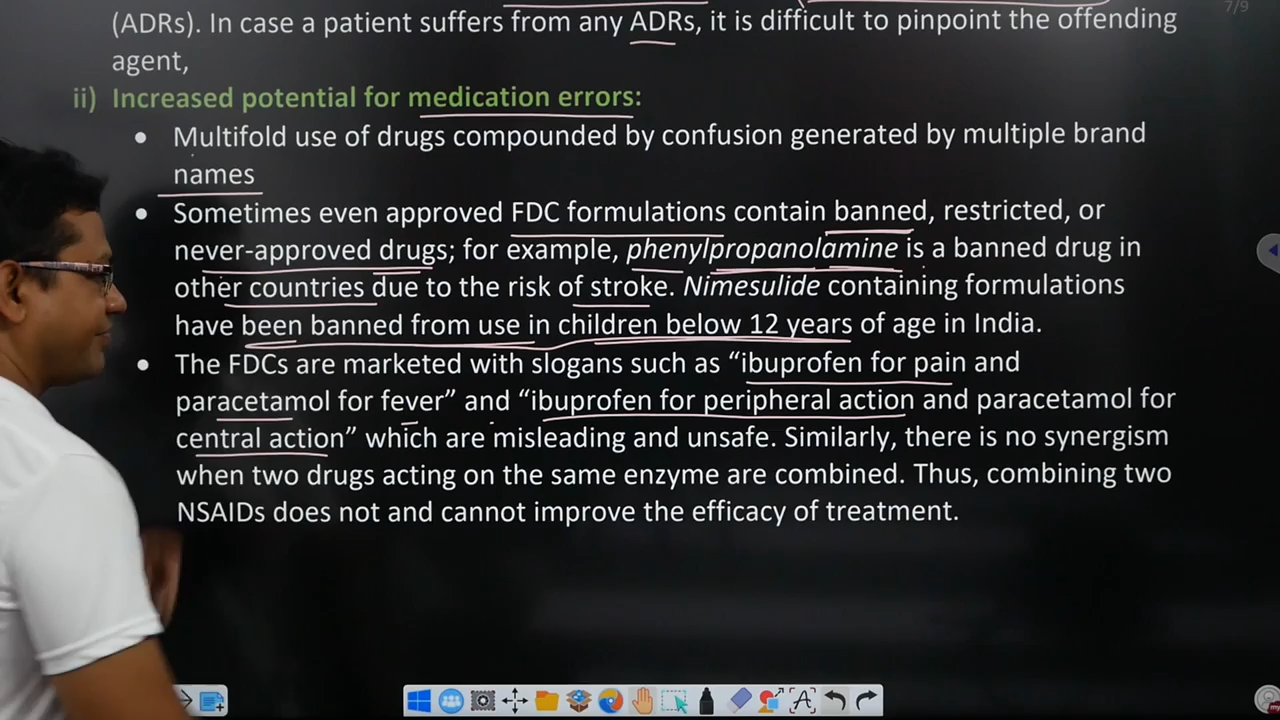 7/9
(ADRs). In case a patient suffers from any ADRs, it is difficult to pinpoint the offending
agent,
ii) Increased potential for medication errors:
• Multifold use of drugs compounded by confusion generated by multiple brand
names
• Sometimes even approved FDC formulations contain banned, restricted, or
never-approved drugs; for example, phenylpropanolamine is a banned drug in
other countries due to the risk of stroke. Nimesulide containing formulations
have been banned from use in children below 12 years of age in India.
• The FDCs are marketed with slogans such as “ibuprofen for pain and
paracetamol for fever” and “ibuprofen for peripheral action and paracetamol for
central action” which are misleading and unsafe. Similarly, there is no synergism
when two drugs acting on the same enzyme are combined. Thus, combining two
NSAIDs does not and cannot improve the efficacy of treatment.